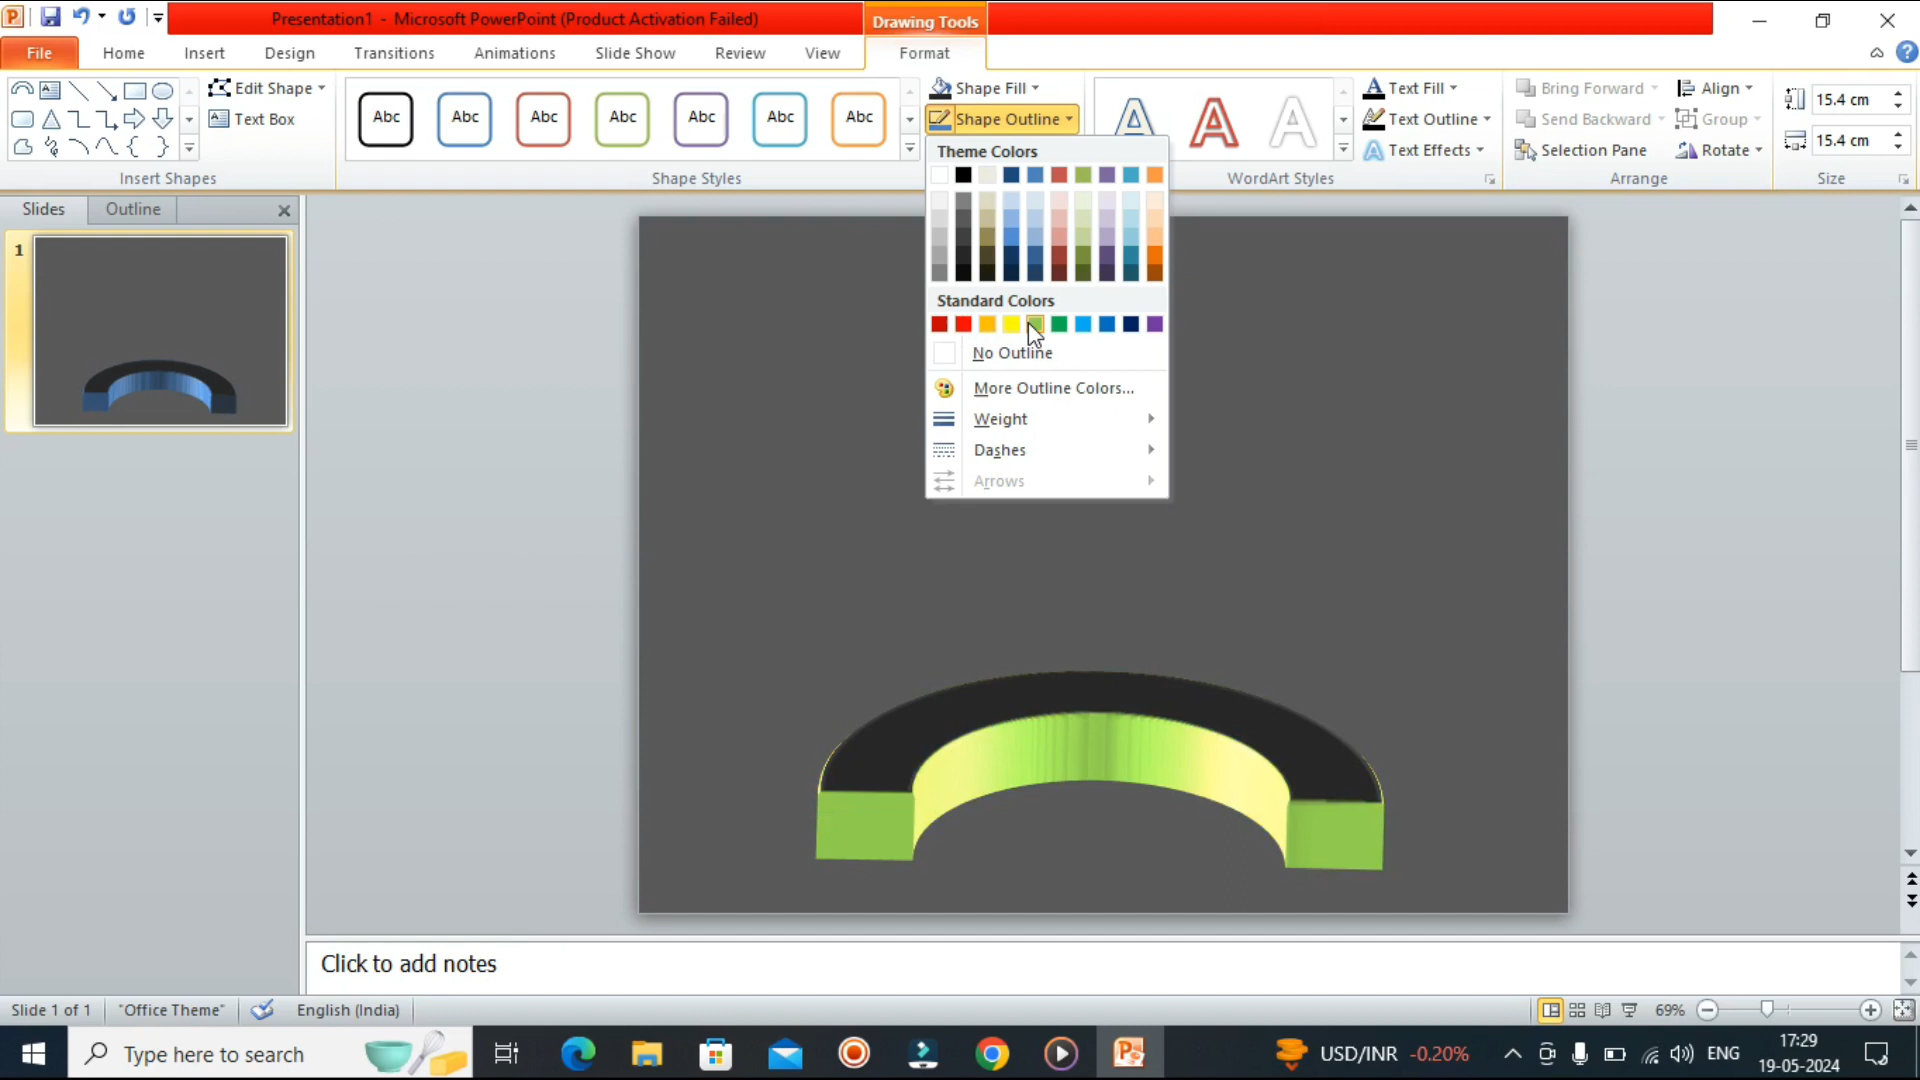 Presentation1 - Microsoft PowerPoint (Product Activation Failed)
Drawing Tools
File
Home
Insert
Design
Transitions
Animations
Slide Show
Review
View
Format
Edit Shape
Text Box
Insert Shapes
Abc
Abc
Abc
Abc
Abc
Abc
Abc
Shape Styles
Shape Fill
Shape Outline
A
A
A
WordArt Styles
Text Fill
Text Outline
Text Effects
Bring Forward
Send Backward
Selection Pane
Align
Group
Rotate
Arrange
15.4 cm
15.4 cm
Size
Slides
Outline
1
Theme Colors
Standard Colors
No Outline
More Outline Colors...
Weight
Dashes
Arrows
Click to add notes
Slide 1 of 1
"Office Theme"
English (India)
69%
Type here to search
USD/INR -0.20%
ENG
17:29
19-05-2024